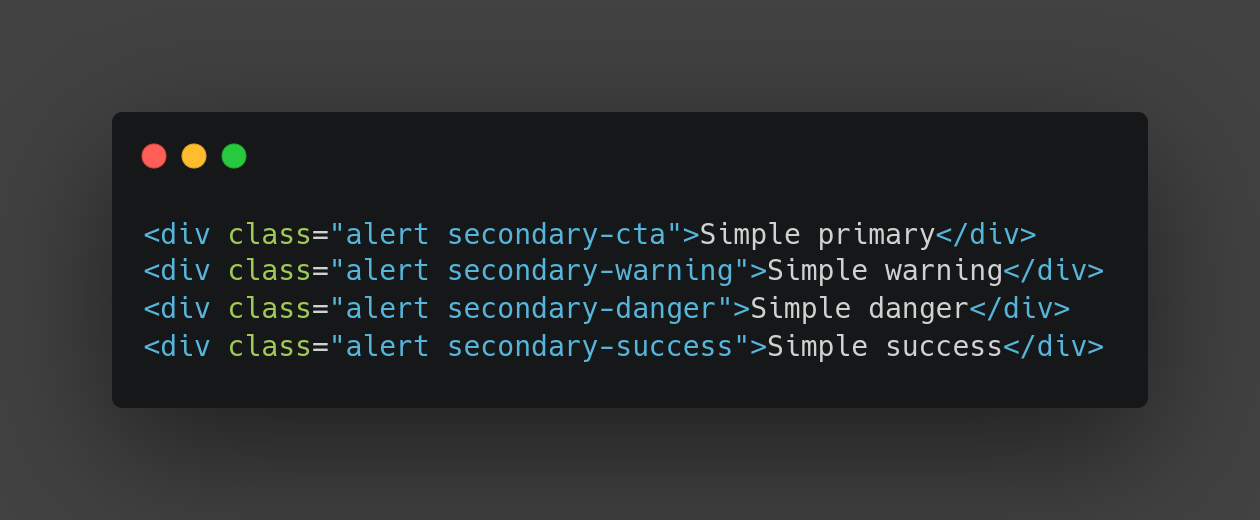 <div class="alert secondary-cta">Simple primary</div>
<div class="alert secondary-warning">Simple warning</div>
<div class="alert secondary-danger">Simple danger</div>
<div class="alert secondary-success">Simple success</div>